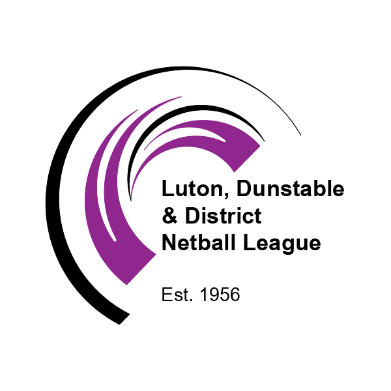 Luton, Dunstable
& District
Netball League
Est. 1956